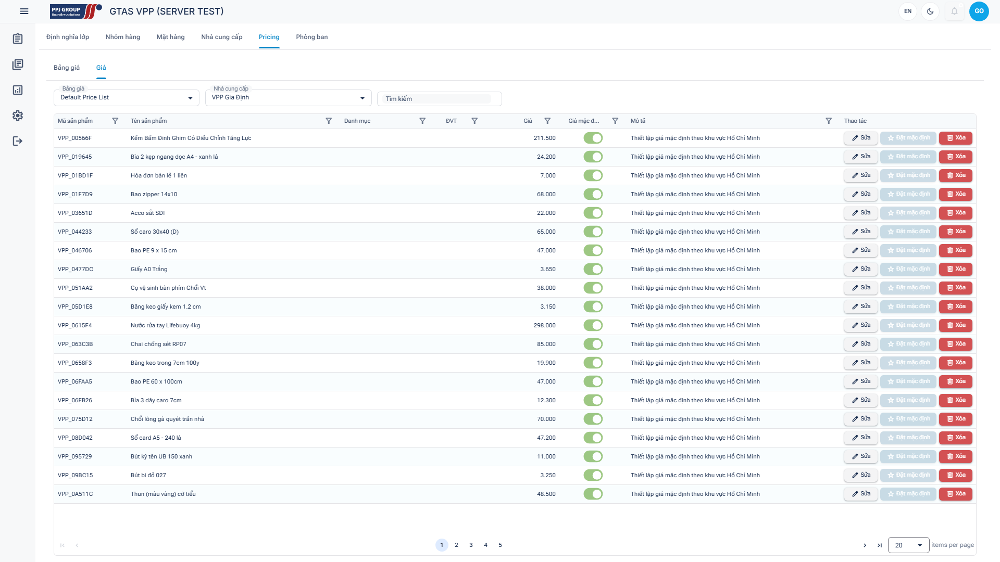 PPJ GROUP
Boundless solutions
GTAS VPP (SERVER TEST)
EN
GO
Định nghĩa lớp Nhóm hàng Mặt hàng Nhà cung cấp Pricing Phòng ban
Bảng giá Giá
Bảng giá Nhà cung cấp
Default Price List VPP Gia Định Tìm kiếm
Mã sản phẩm Tên sản phẩm Danh mục ĐVT Giá Giá mặc đ... Mô tả Thao tác
VPP_00566F Kềm Bấm Đinh Ghim Có Điều Chỉnh Tăng Lực 211.500 Thiết lập giá mặc định theo khu vực Hồ Chí Minh Sửa Đặt mặc định Xóa
VPP_019645 Bìa 2 kẹp ngang dọc A4 - xanh lá 24.200 Thiết lập giá mặc định theo khu vực Hồ Chí Minh Sửa Đặt mặc định Xóa
VPP_01BD1F Hóa đơn bán lẻ 1 liên 7.000 Thiết lập giá mặc định theo khu vực Hồ Chí Minh Sửa Đặt mặc định Xóa
VPP_01F7D9 Bao zipper 14x10 68.000 Thiết lập giá mặc định theo khu vực Hồ Chí Minh Sửa Đặt mặc định Xóa
VPP_03651D Acco sắt SDI 22.000 Thiết lập giá mặc định theo khu vực Hồ Chí Minh Sửa Đặt mặc định Xóa
VPP_044233 Sổ caro 30x40 (D) 65.000 Thiết lập giá mặc định theo khu vực Hồ Chí Minh Sửa Đặt mặc định Xóa
VPP_046706 Bao PE 9 x 15 cm 47.000 Thiết lập giá mặc định theo khu vực Hồ Chí Minh Sửa Đặt mặc định Xóa
VPP_0477DC Giấy A0 Trắng 3.650 Thiết lập giá mặc định theo khu vực Hồ Chí Minh Sửa Đặt mặc định Xóa
VPP_051AA2 Cọ vệ sinh bàn phím Chổi Vt 38.000 Thiết lập giá mặc định theo khu vực Hồ Chí Minh Sửa Đặt mặc định Xóa
VPP_05D1E8 Băng keo giấy kem 1.2 cm 3.150 Thiết lập giá mặc định theo khu vực Hồ Chí Minh Sửa Đặt mặc định Xóa
VPP_0615F4 Nước rửa tay Lifebuoy 4kg 298.000 Thiết lập giá mặc định theo khu vực Hồ Chí Minh Sửa Đặt mặc định Xóa
VPP_063C3B Chai chống sét RP07 85.000 Thiết lập giá mặc định theo khu vực Hồ Chí Minh Sửa Đặt mặc định Xóa
VPP_0658F3 Băng keo trong 7cm 100y 19.900 Thiết lập giá mặc định theo khu vực Hồ Chí Minh Sửa Đặt mặc định Xóa
VPP_06FAA5 Bao PE 60 x 100cm 47.000 Thiết lập giá mặc định theo khu vực Hồ Chí Minh Sửa Đặt mặc định Xóa
VPP_06FB26 Bìa 3 dây caro 7cm 12.300 Thiết lập giá mặc định theo khu vực Hồ Chí Minh Sửa Đặt mặc định Xóa
VPP_075D12 Chổi lông gà quyét trần nhà 70.000 Thiết lập giá mặc định theo khu vực Hồ Chí Minh Sửa Đặt mặc định Xóa
VPP_08D042 Sổ card A5 - 240 lá 47.200 Thiết lập giá mặc định theo khu vực Hồ Chí Minh Sửa Đặt mặc định Xóa
VPP_095729 Bút ký tên UB 150 xanh 11.000 Thiết lập giá mặc định theo khu vực Hồ Chí Minh Sửa Đặt mặc định Xóa
VPP_09BC15 Bút bi đỏ 027 3.250 Thiết lập giá mặc định theo khu vực Hồ Chí Minh Sửa Đặt mặc định Xóa
VPP_0A511C Thun (màu vàng) cỡ tiểu 48.500 Thiết lập giá mặc định theo khu vực Hồ Chí Minh Sửa Đặt mặc định Xóa
1 2 3 4 5 20 items per page